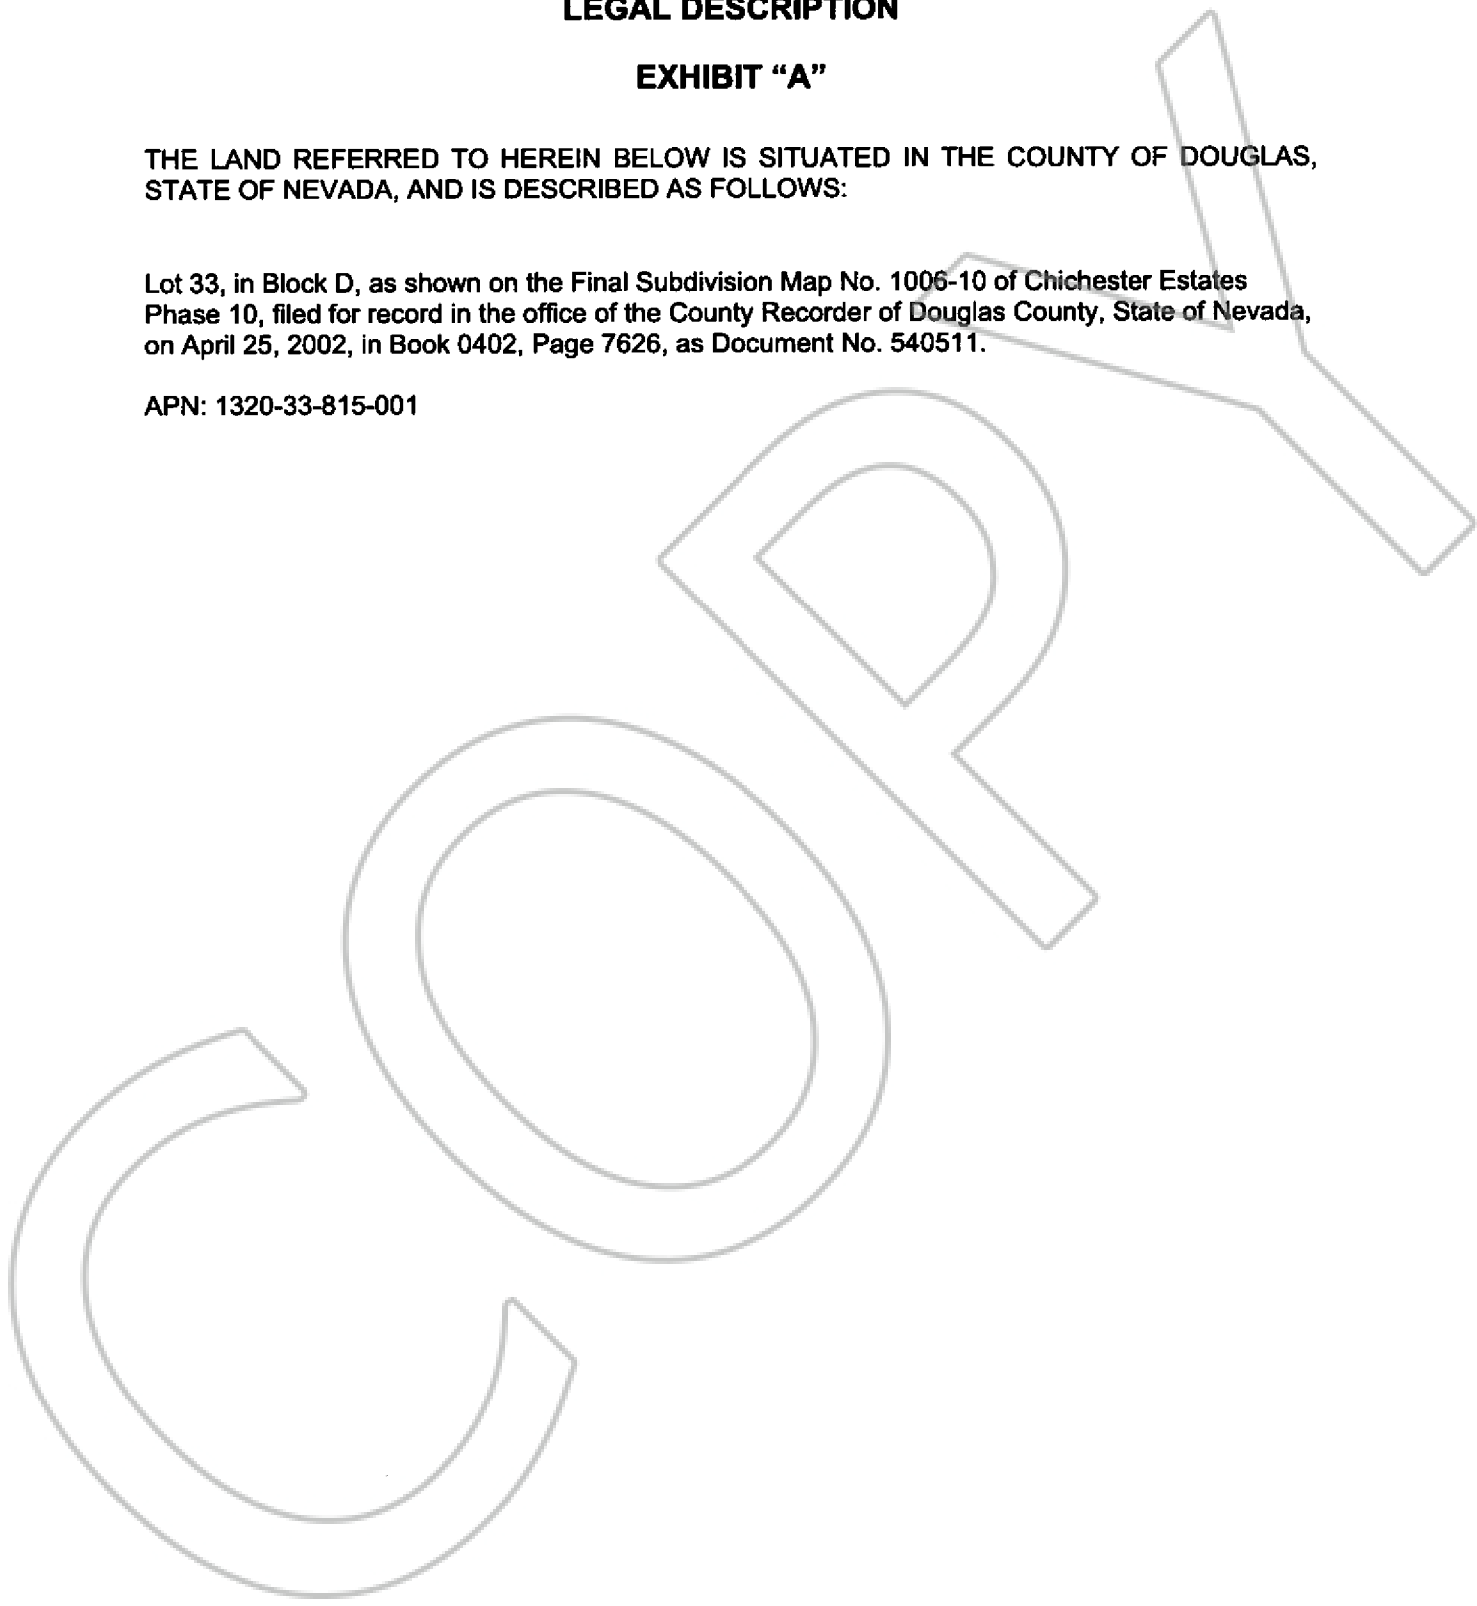 LEGAL DESCRIPTION
EXHIBIT “A”
THE LAND REFERRED TO HEREIN BELOW IS SITUATED IN THE COUNTY OF DOUGLAS,
STATE OF NEVADA, AND IS DESCRIBED AS FOLLOWS:
Lot 33, in Block D, as shown on the Final Subdivision Map No. 1006-10 of Chichester Estates
Phase 10, filed for record in the office of the County Recorder of Douglas County, State of Nevada,
on April 25, 2002, in Book 0402, Page 7626, as Document No. 540511.
APN: 1320-33-815-001
COPY